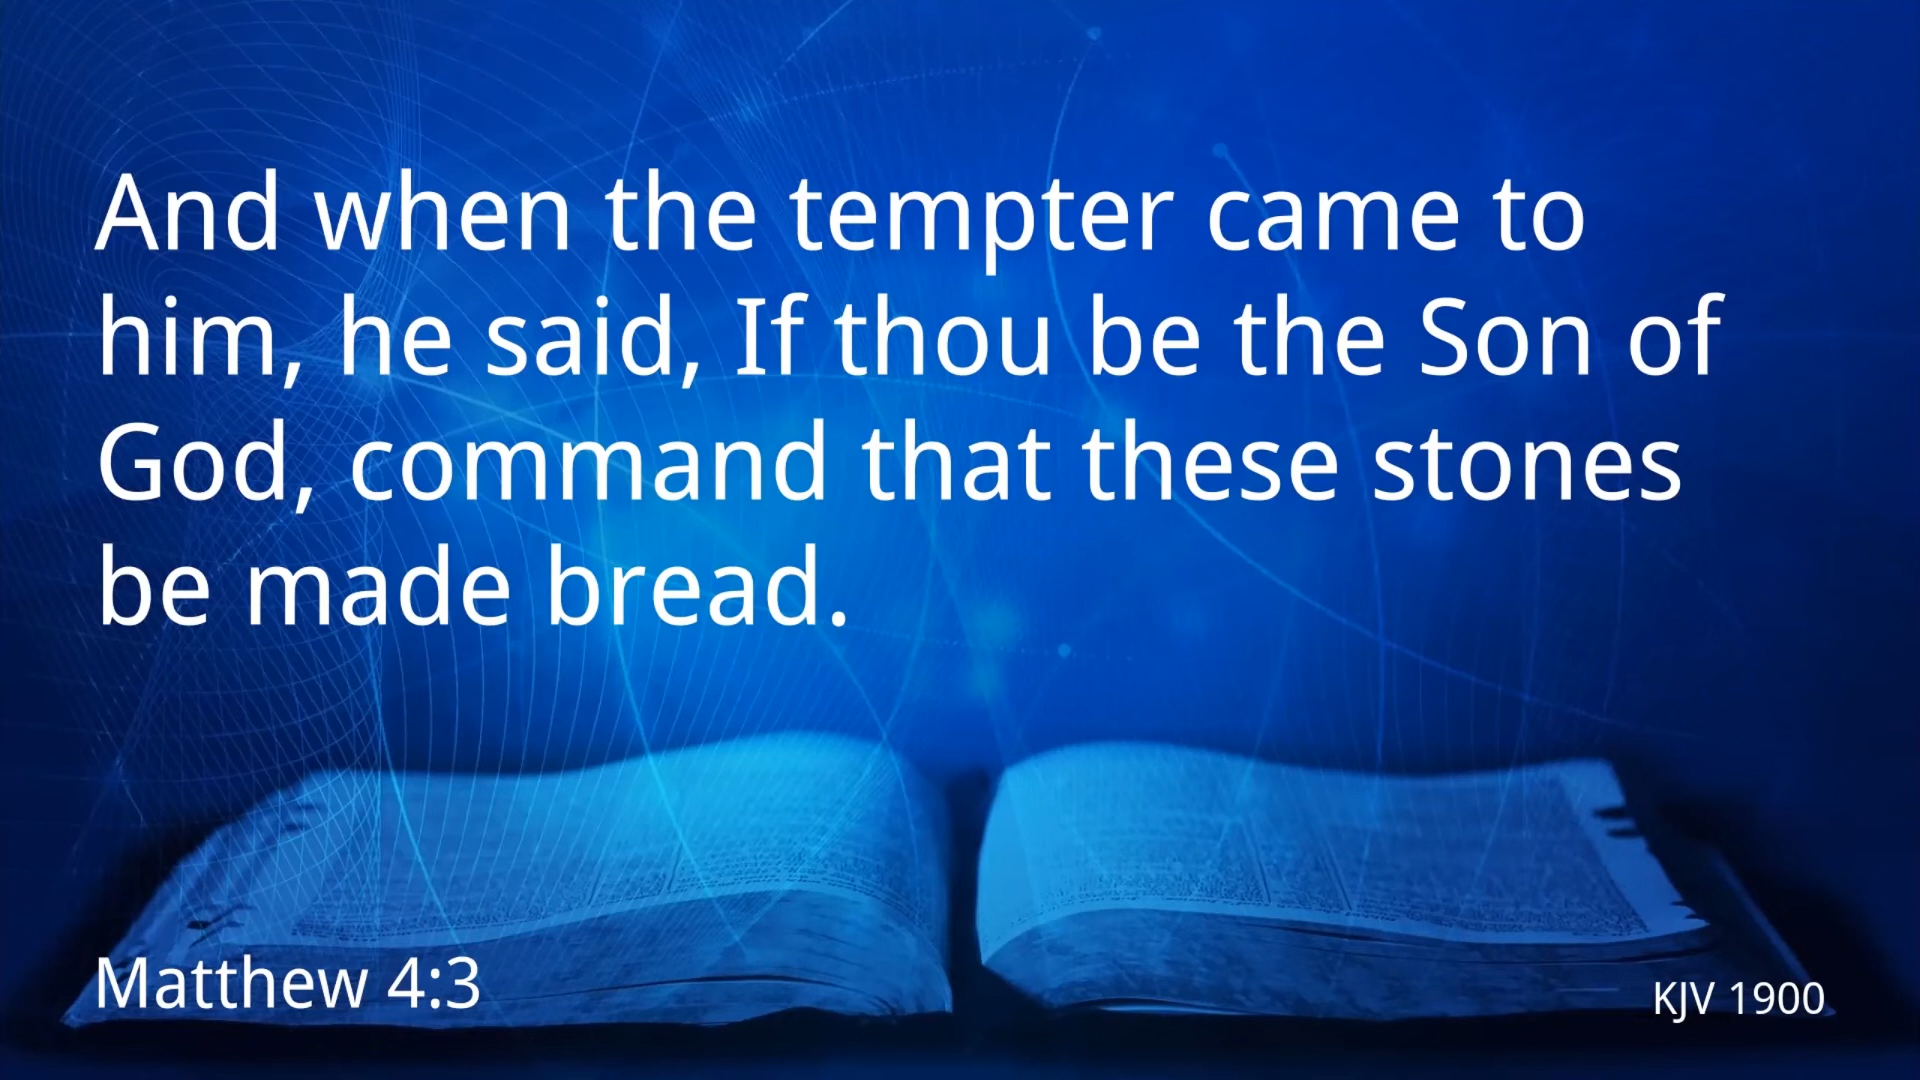 And when the tempter came to
him, he said, If thou be the Son of
God, command that these stones
be made bread.
Matthew 4:3
KJV 1900